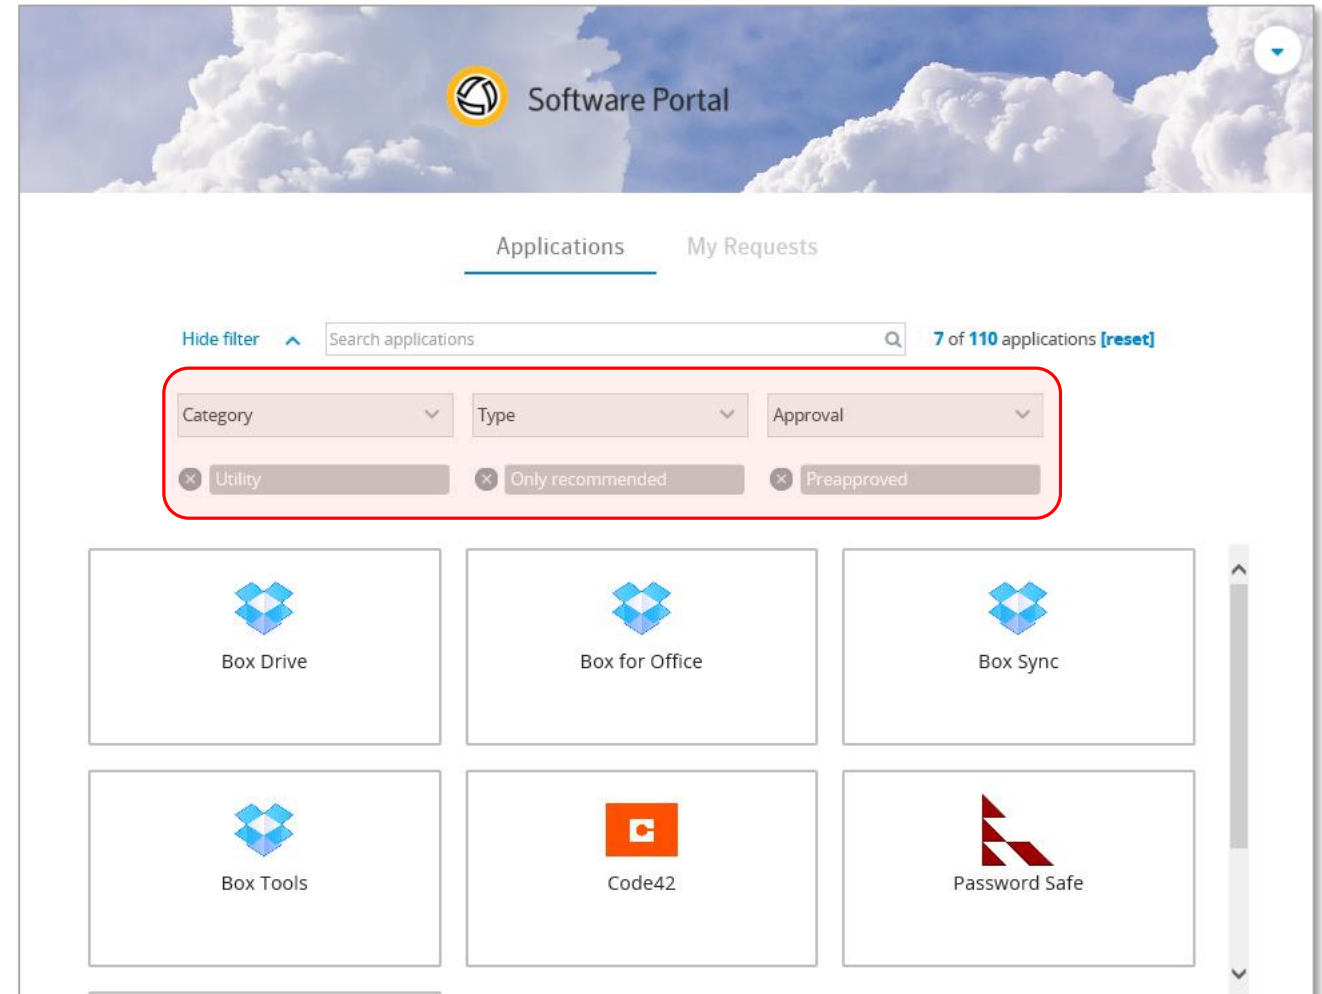 Software Portal
Applications My Requests
Hide filter Search applications 7 of 110 applications [reset]
Category Type Approval
Utility Only recommended Preapproved
Box Drive Box for Office Box Sync
Box Tools Code42 Password Safe